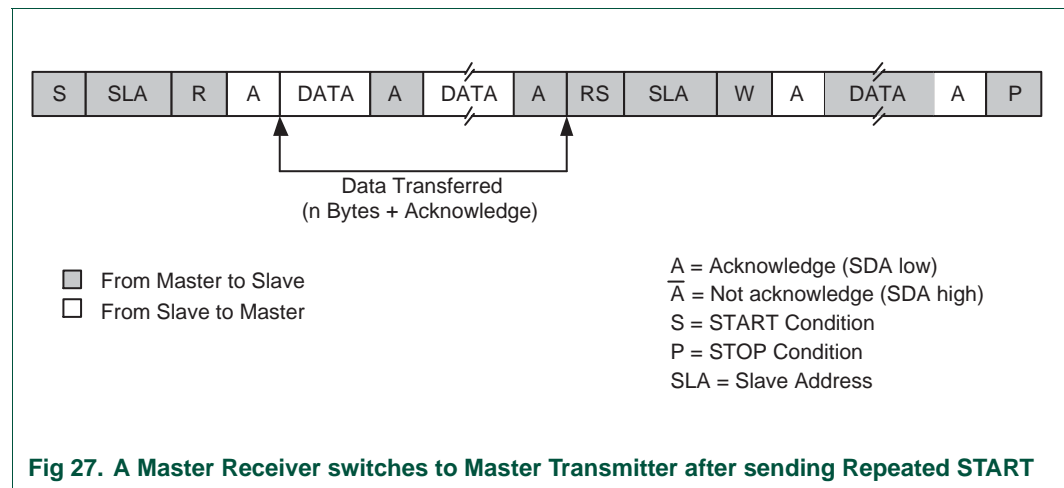 S SLA R A DATA A DATA A RS SLA W A DATA A P
Data Transferred
(n Bytes + Acknowledge)
From Master to Slave
From Slave to Master
A = Acknowledge (SDA low)
A̅ = Not acknowledge (SDA high)
S = START Condition
P = STOP Condition
SLA = Slave Address
Fig 27. A Master Receiver switches to Master Transmitter after sending Repeated START